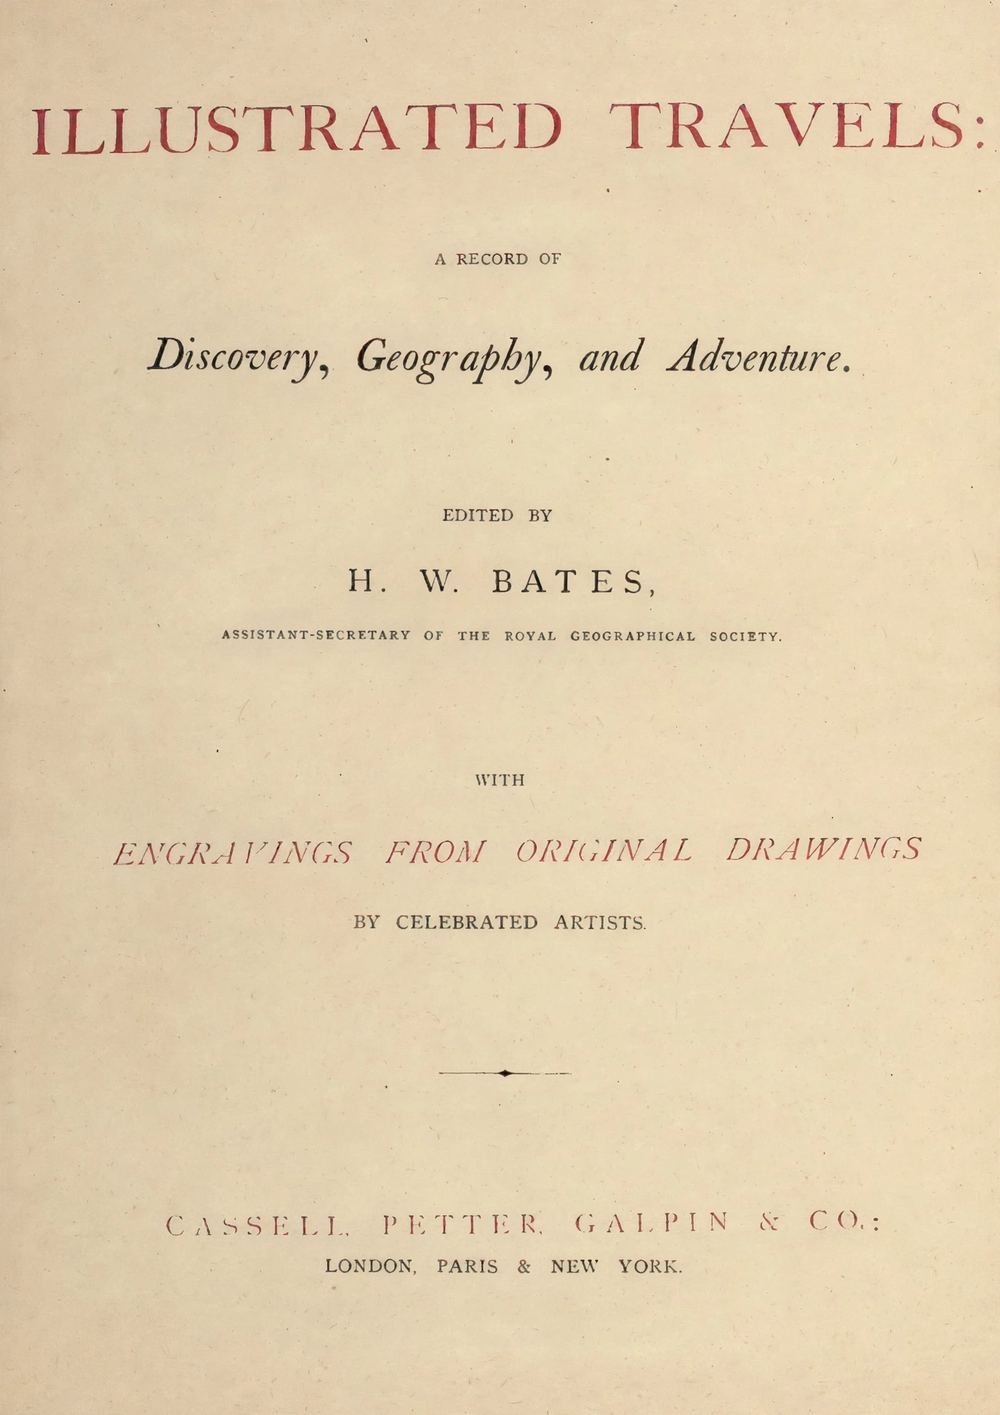 ILLUSTRATED TRAVELS:
A RECORD OF
Discovery, Geography, and Adventure.
EDITED BY
H. W. BATES,
ASSISTANT-SECRETARY OF THE ROYAL GEOGRAPHICAL SOCIETY.
WITH
ENGRAVINGS FROM ORIGINAL DRAWINGS
BY CELEBRATED ARTISTS.
CASSELL, PETTER, GALPIN & CO.:
LONDON, PARIS & NEW YORK.